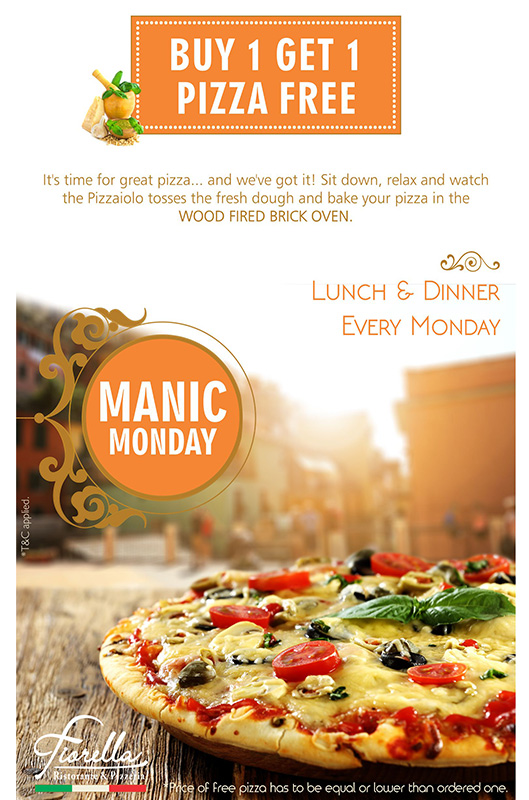 BUY 1 GET 1
PIZZA FREE
It's time for great pizza... and we've got it! Sit down, relax and watch
the Pizzaiolo tosses the fresh dough and bake your pizza in the
WOOD FIRED BRICK OVEN.
LUNCH & DINNER
EVERY MONDAY
MANIC
MONDAY
*T&C applied.
Fiorella
Ristorante & Pizzeria
*Price of free pizza has to be equal or lower than ordered one.